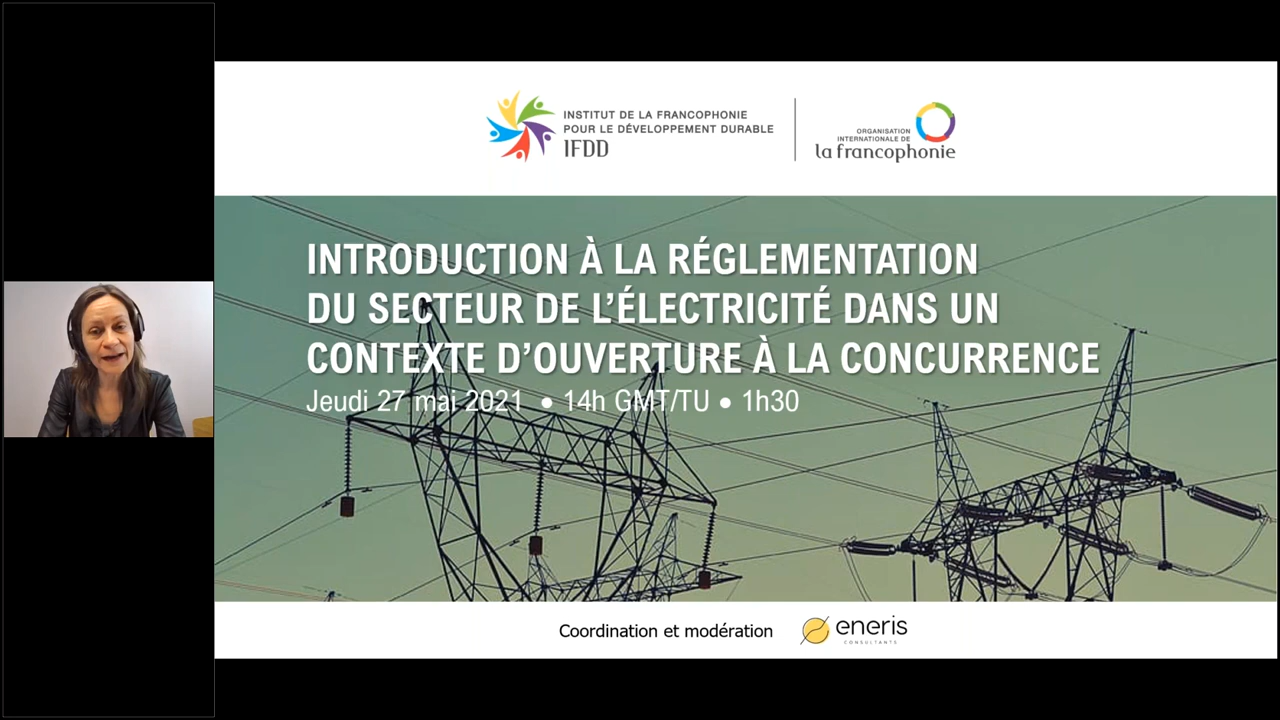 INSTITUT DE LA FRANCOPHONIE
POUR LE DÉVELOPPEMENT DURABLE
IFDD
ORGANISATION
INTERNATIONALE DE
la francophonie
INTRODUCTION À LA RÉGLEMENTATION
DU SECTEUR DE L'ÉLECTRICITÉ DANS UN
CONTEXTE D'OUVERTURE À LA CONCURRENCE
Jeudi 27 mai 2021 • 14h GMT/TU • 1h30
Coordination et modération
eneris
CONSULTANTS